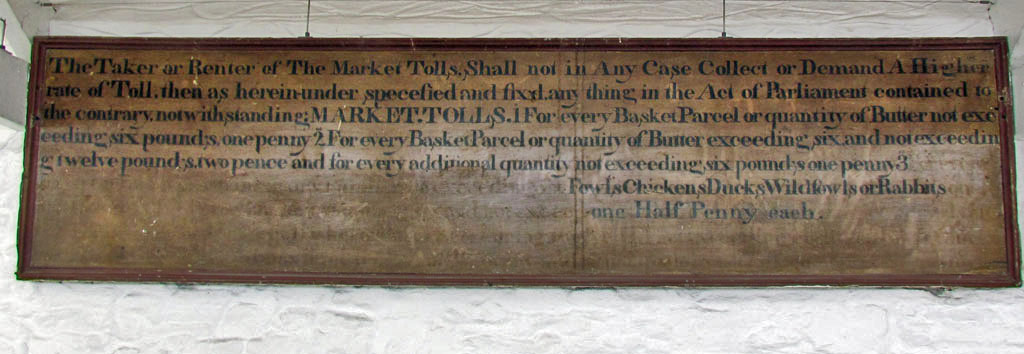 The Taker or Renter of The Market Tolls, Shall not in Any Case Collect or Demand A Higher
rate of Toll, then as herein-under specefied and fixd, any thing in the Act of Parliament contained to
the contrary, notwithstanding; MARKET.TOLLS.1 For every Basket Parcel or quantity of Butter not exc
eeding six pounds, one penny 2. For every Basket Parcel or quantity of Butter exceeding, six, and not exceedin
g twelve pounds, two pence and for every additional quantity not exceeding, six pounds one penny 3
Fowls Chickens Ducks Wildfowls or Rabbits
one Half Penny each.